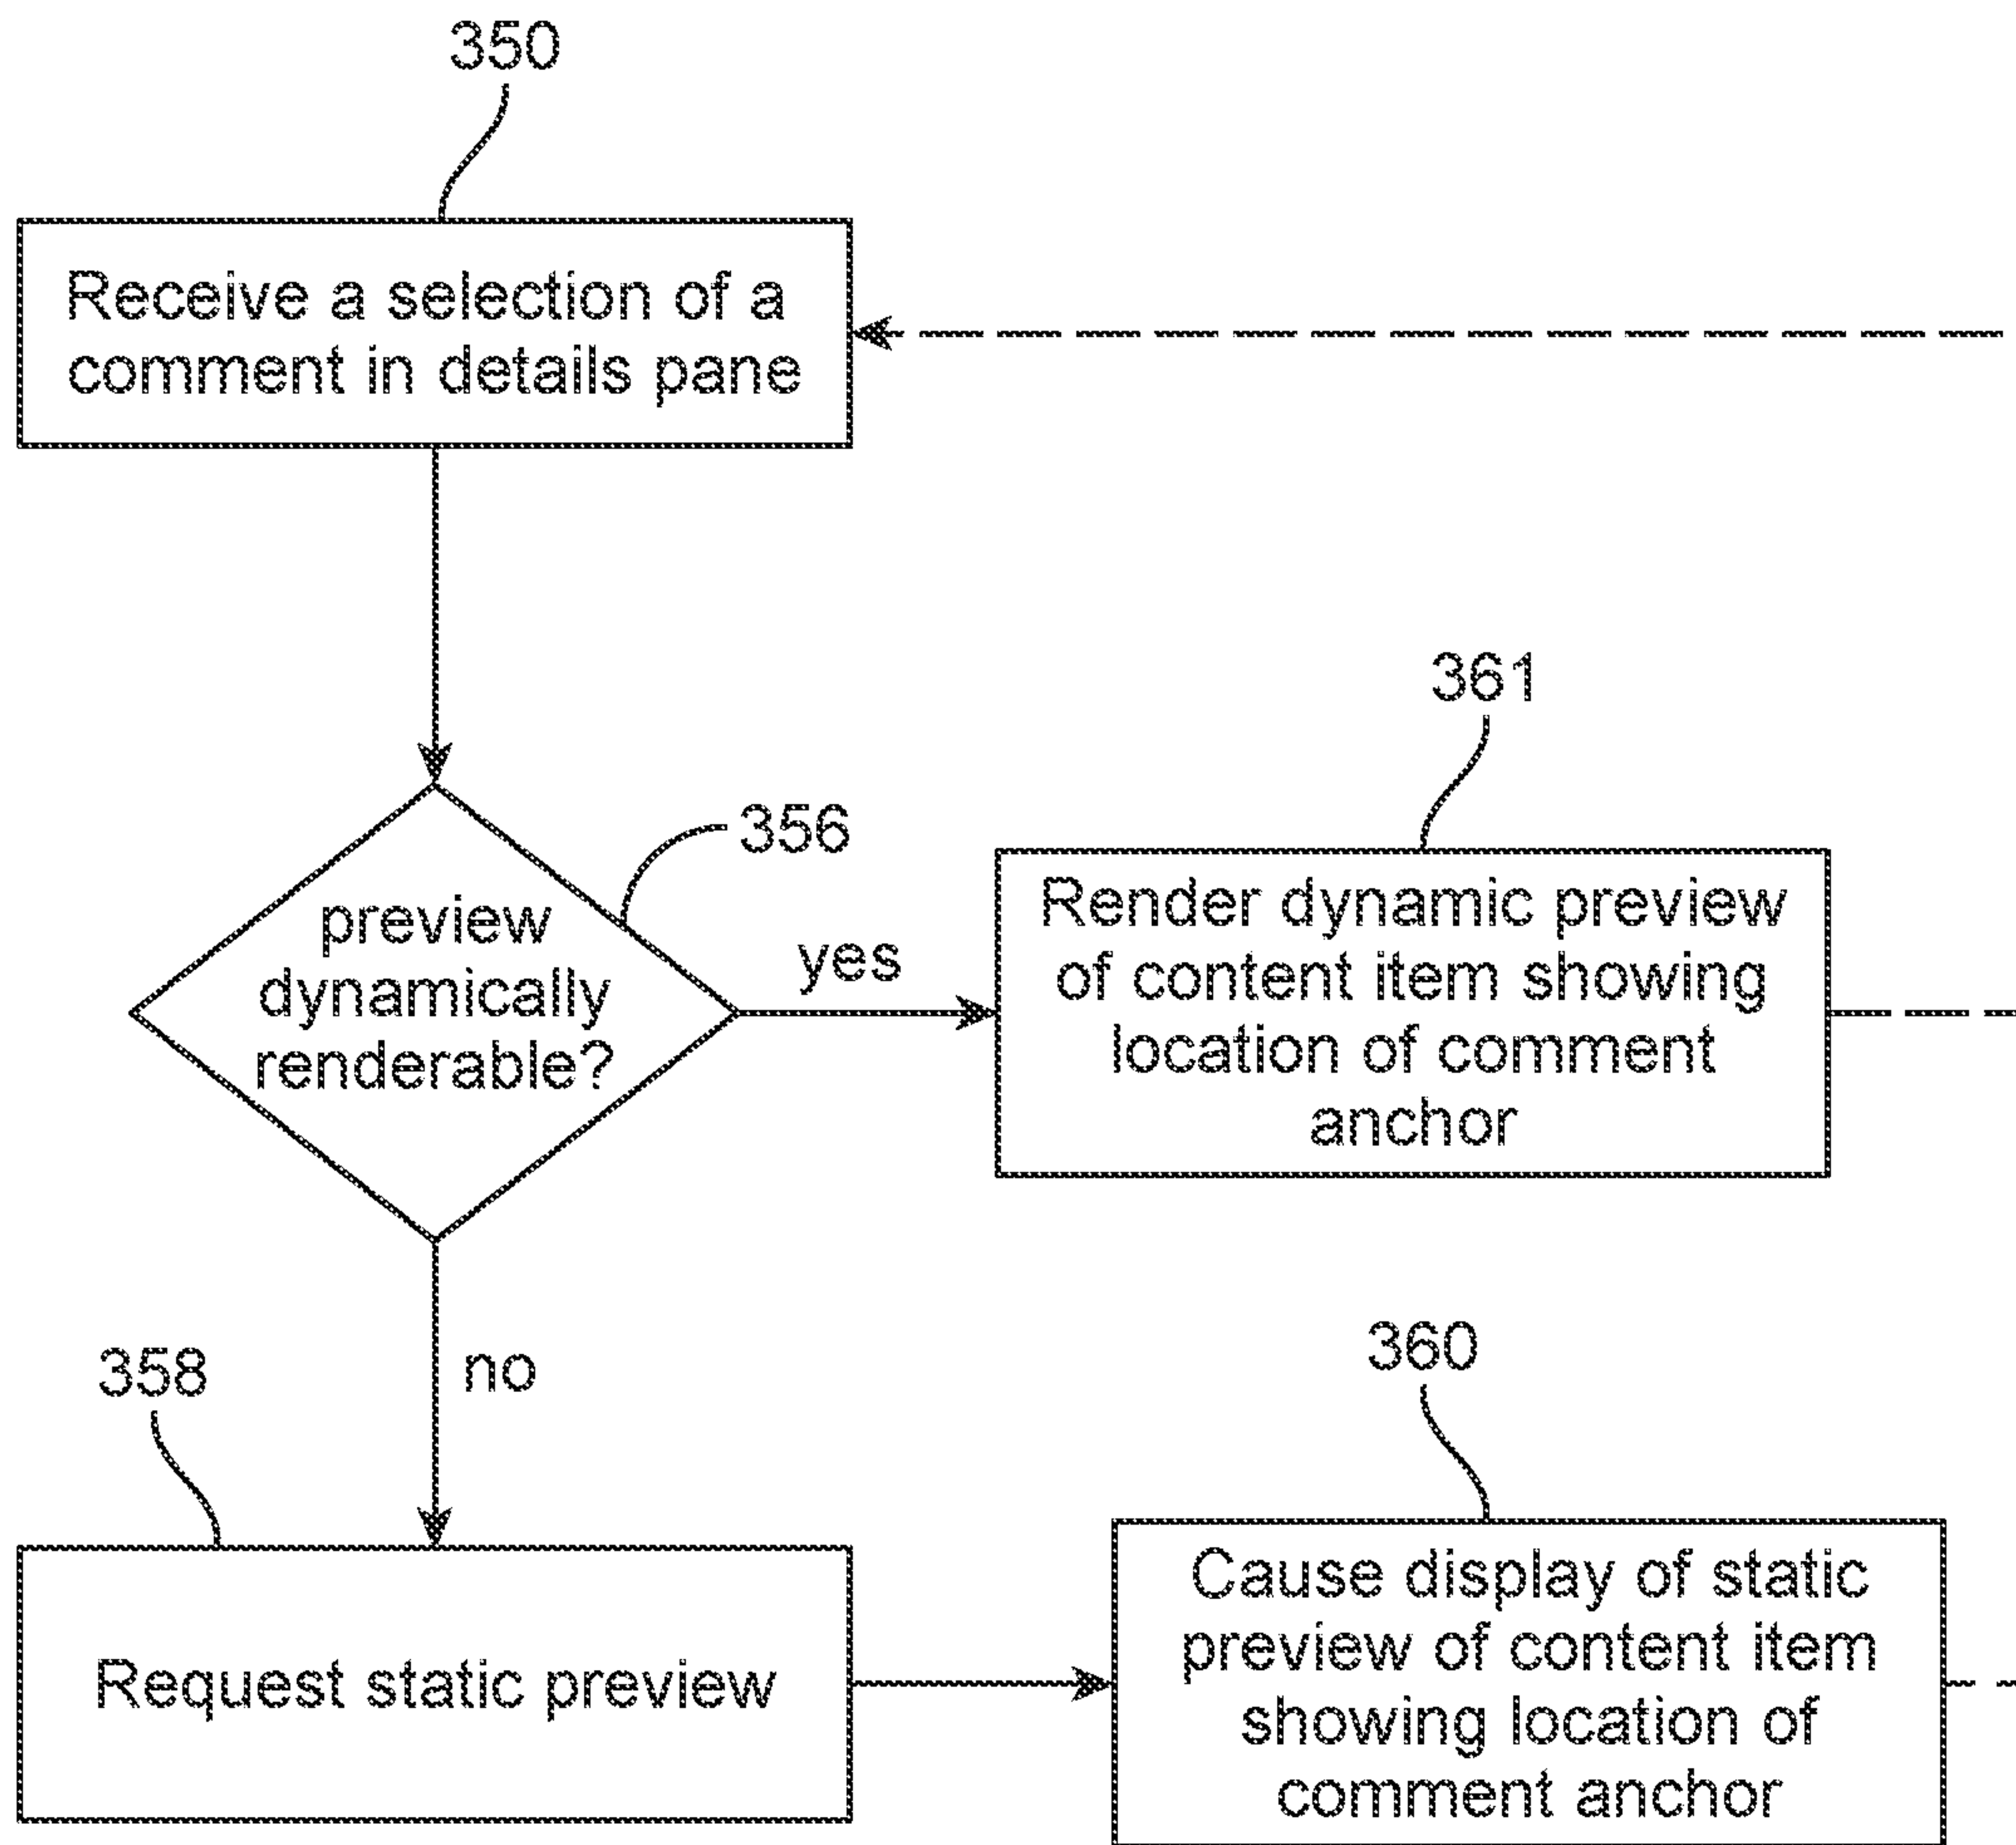 350
Receive a selection of a
comment in details pane
361
356
preview
dynamically
renderable?
yes
Render dynamic preview
of content item showing
location of comment
anchor
358
no
360
Request static preview
Cause display of static
preview of content item
showing location of
comment anchor